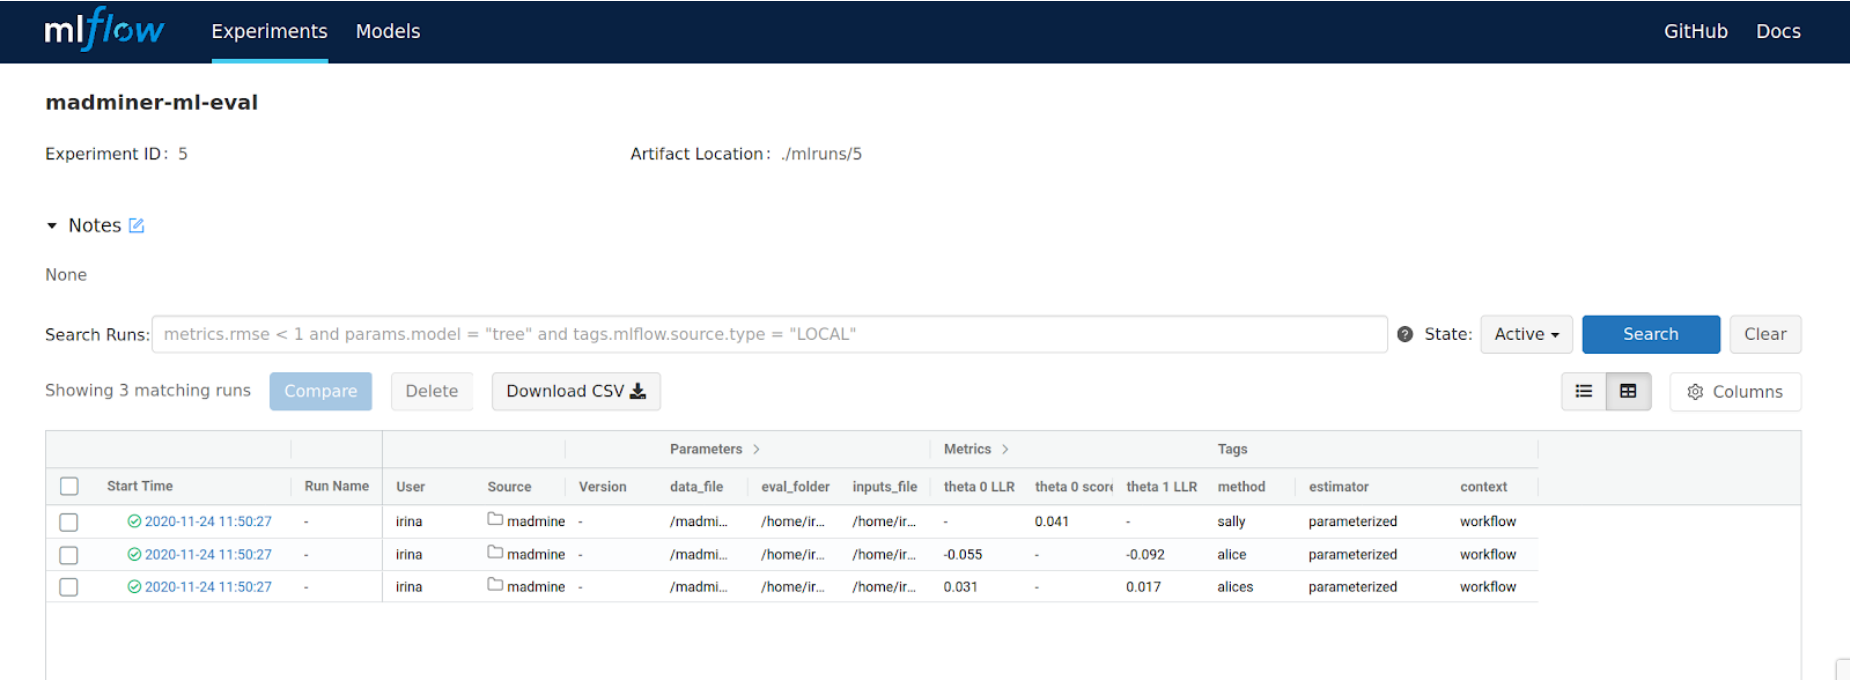 mlflow Experiments Models GitHub Docs
madminer-ml-eval
Experiment ID: 5 Artifact Location: ./mlruns/5
Notes
None
Search Runs: metrics.rmse < 1 and params.model = "tree" and tags.mlflow.source.type = "LOCAL" ? State: Active Search Clear
Showing 3 matching runs Compare Delete Download CSV Columns
Parameters > Metrics > Tags
Start Time Run Name User Source Version data_file eval_folder inputs_file theta 0 LLR theta 0 score theta 1 LLR method estimator context
2020-11-24 11:50:27 - irina madmine - /madmi... /home/ir... /home/ir... - 0.041 - sally parameterized workflow
2020-11-24 11:50:27 - irina madmine - /madmi... /home/ir... /home/ir... -0.055 - -0.092 alice parameterized workflow
2020-11-24 11:50:27 - irina madmine - /madmi... /home/ir... /home/ir... 0.031 - 0.017 alices parameterized workflow